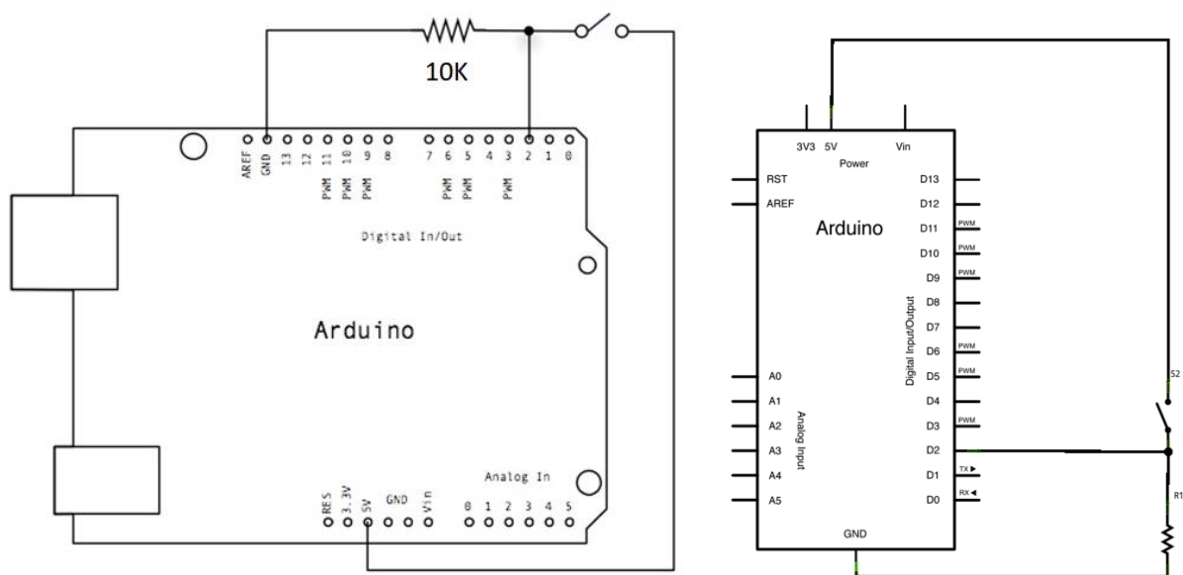 10K
AREF GND 13 12 11 10 9 8 7 6 5 4 3 2 1 0
PWM PWM PWM PWM PWM PWM
Digital In/Out
Arduino
Analog In
RES 3.3V 5V GND Vin 0 1 2 3 4 5
3V3 5V Vin
Power
RST D13
AREF D12
Arduino
D11 PWM
D10 PWM
D9 PWM
D8
D7
D6 PWM
Digital Input/Output
A0 D5 PWM
S2
A1 D4
A2 D3 PWM
A3 D2
Analog Input
A4 D1 TX
A5 D0 RX
R1
GND